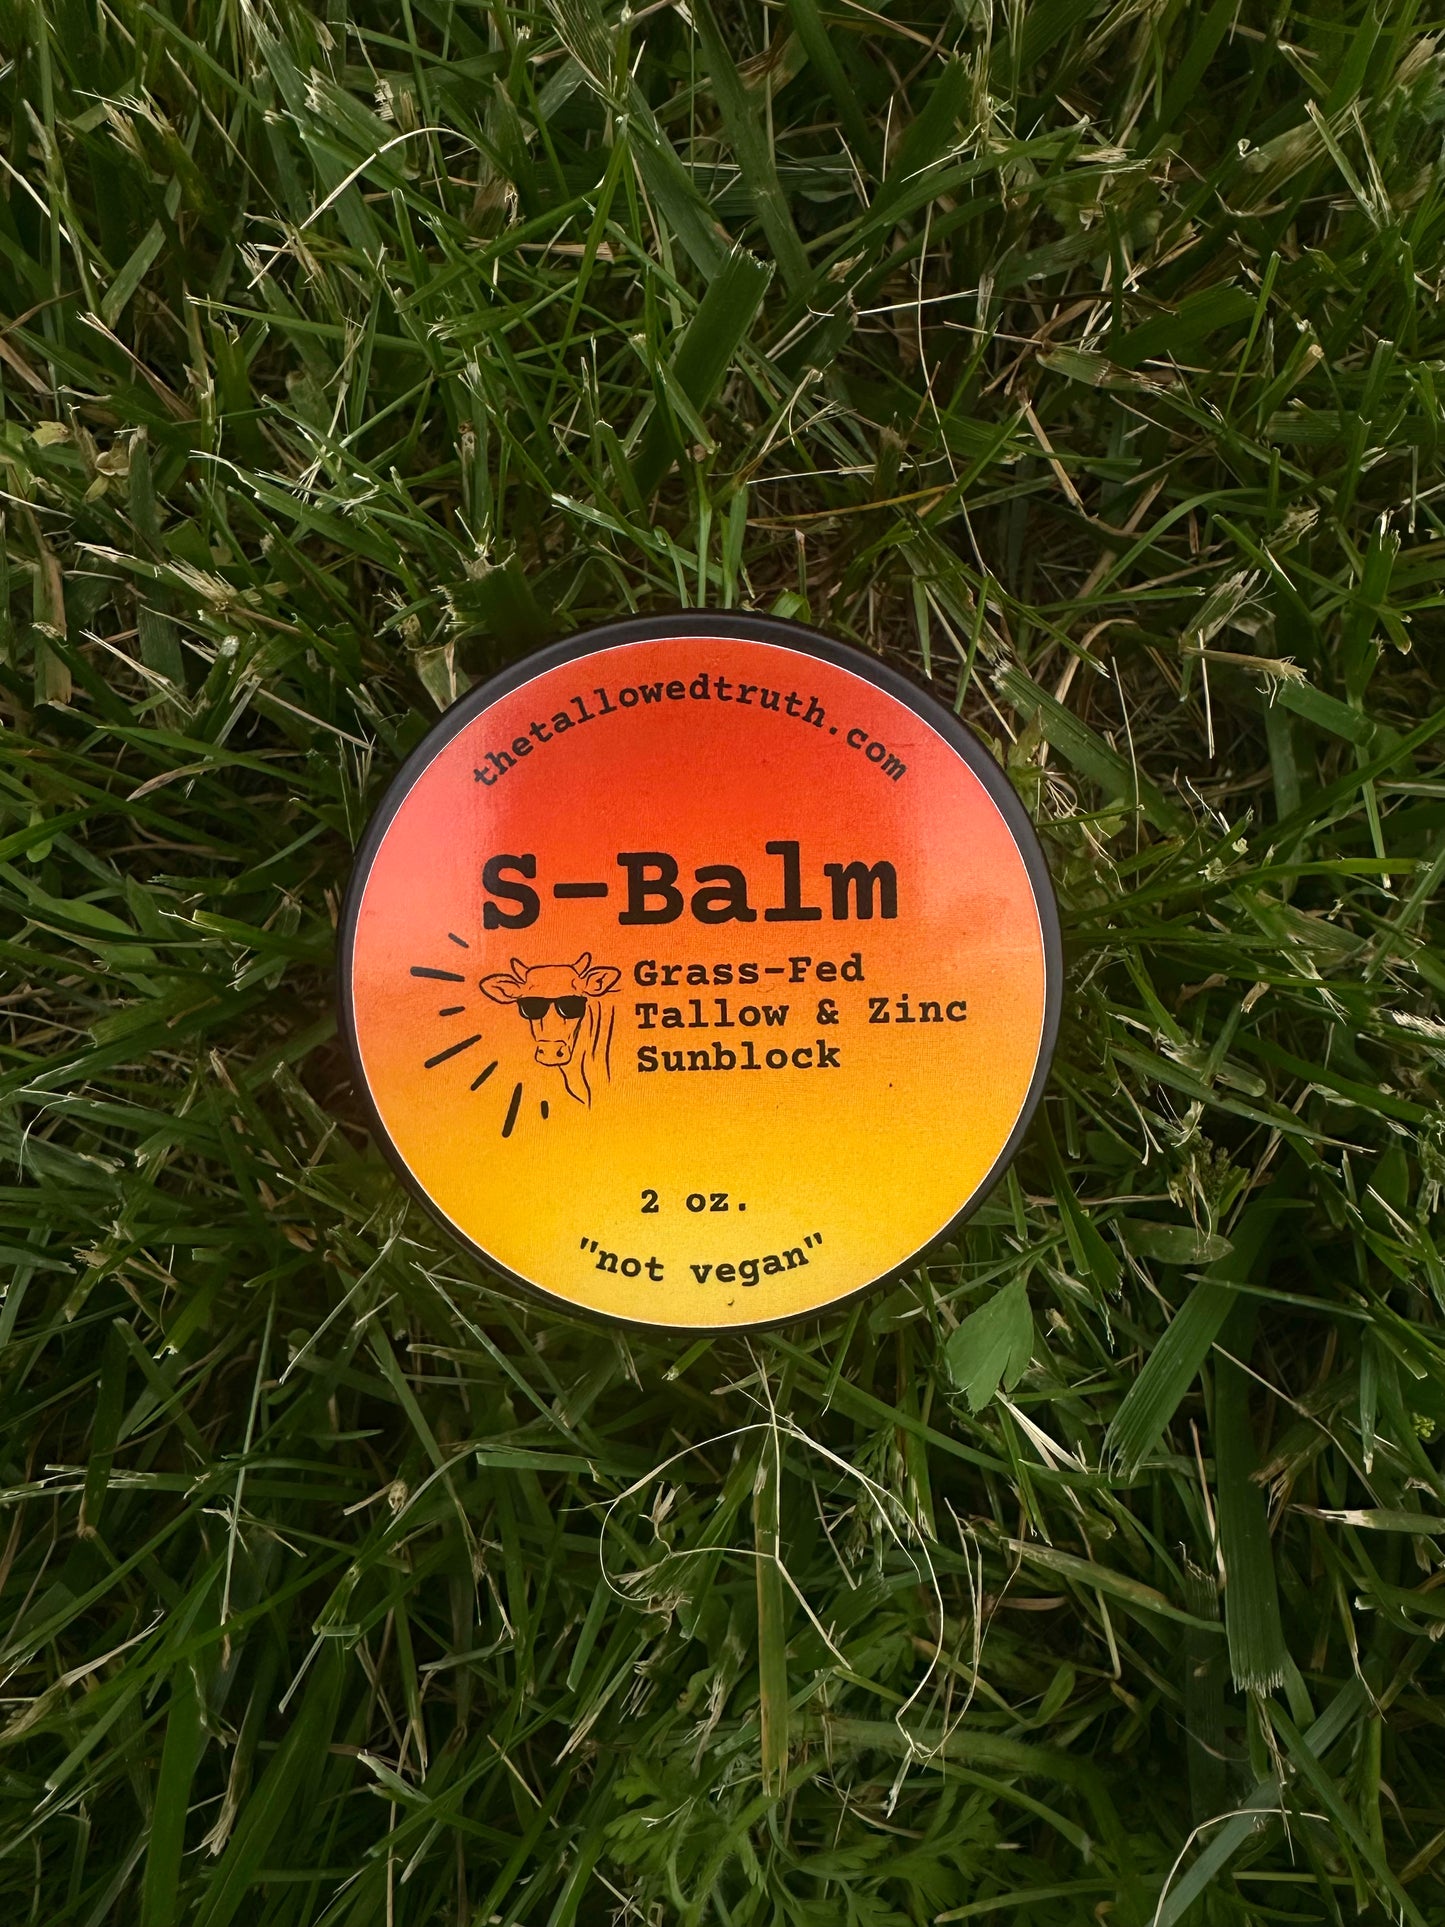 thetallowedtruth.com
S-Balm
Grass-Fed
Tallow & Zinc
Sunblock
2 oz.
"not vegan"